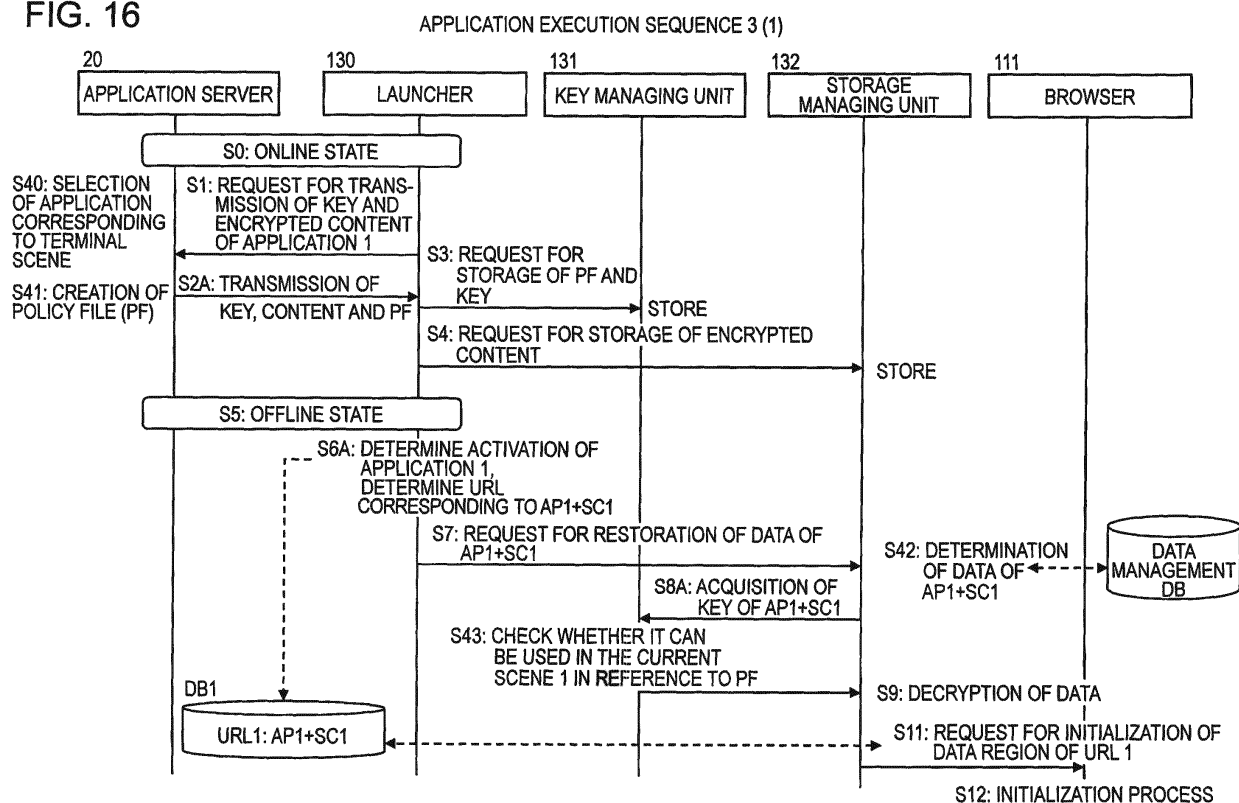 FIG. 16
APPLICATION EXECUTION SEQUENCE 3 (1)
20
130
131
132
111
APPLICATION SERVER
LAUNCHER
KEY MANAGING UNIT
STORAGE
MANAGING UNIT
BROWSER
S0: ONLINE STATE
S40: SELECTION
OF APPLICATION
CORRESPONDING
TO TERMINAL
SCENE
S1: REQUEST FOR TRANS-
MISSION OF KEY AND
ENCRYPTED CONTENT
OF APPLICATION 1
S41: CREATION OF
POLICY FILE (PF)
S2A: TRANSMISSION OF
KEY, CONTENT AND PF
S3: REQUEST FOR
STORAGE OF PF AND
KEY
STORE
S4: REQUEST FOR STORAGE OF ENCRYPTED
CONTENT
STORE
S5: OFFLINE STATE
S6A: DETERMINE ACTIVATION OF
APPLICATION 1,
DETERMINE URL
CORRESPONDING TO AP1+SC1
S7: REQUEST FOR RESTORATION OF DATA OF
AP1+SC1
S42: DETERMINATION
OF DATA OF
AP1+SC1
DATA
MANAGEMENT
DB
S8A: ACQUISITION OF
KEY OF AP1+SC1
S43: CHECK WHETHER IT CAN
BE USED IN THE CURRENT
SCENE 1 IN REFERENCE TO PF
S9: DECRYPTION OF DATA
DB1
URL1: AP1+SC1
S11: REQUEST FOR INITIALIZATION OF
DATA REGION OF URL 1
S12: INITIALIZATION PROCESS